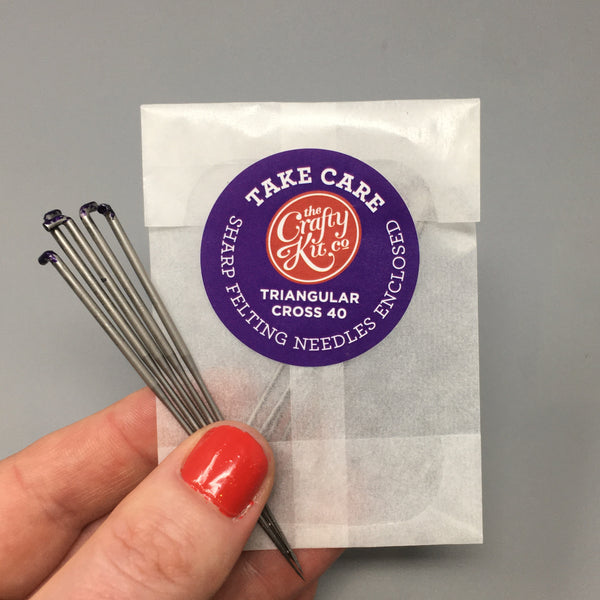 TAKE CARE
the
Crafty
Kit co
TRIANGULAR
CROSS 40
SHARP FELTING NEEDLES ENCLOSED